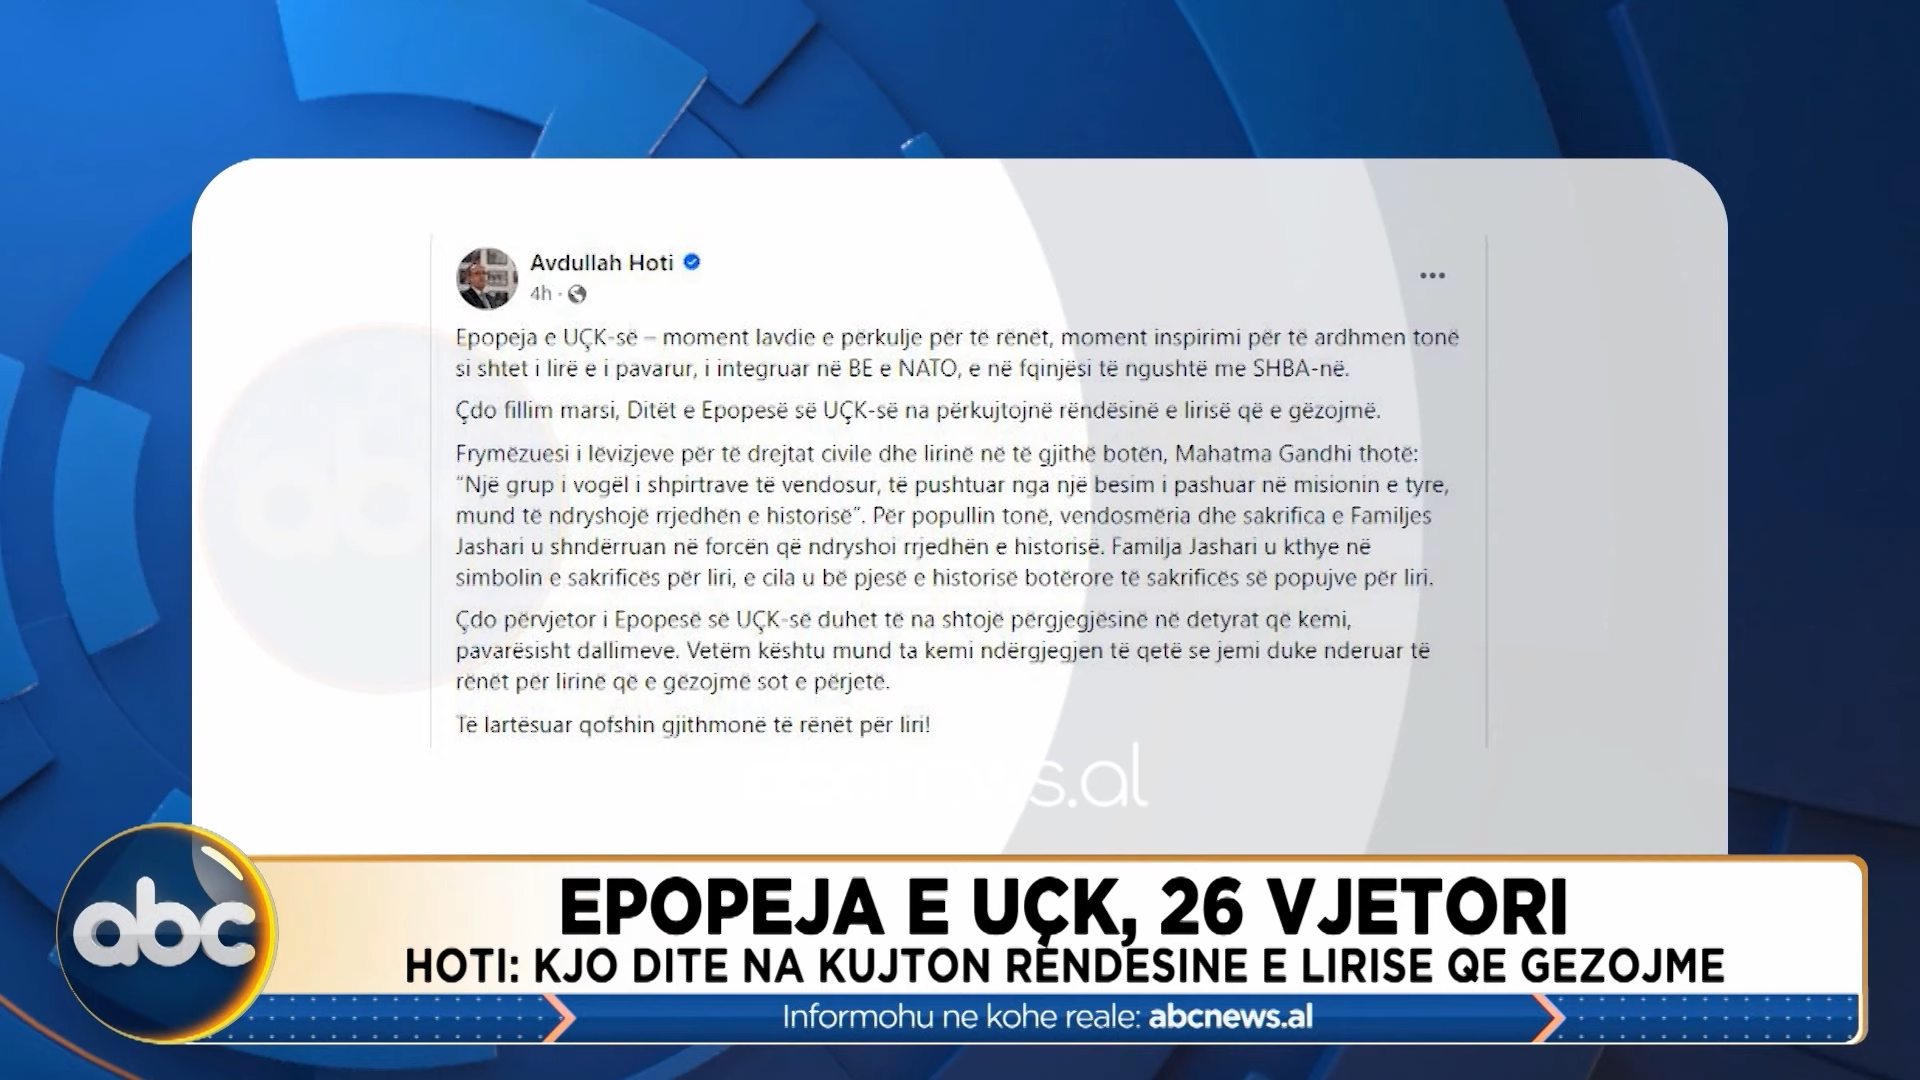 Avdullah Hoti
4h ·
Epopeja e UÇK-së – moment lavdie e përkulje për të rënët, moment inspirimi për të ardhmen tonë
si shtet i lirë e i pavarur, i integruar në BE e NATO, e në fqinjësi të ngushtë me SHBA-në.
Çdo fillim marsi, Ditët e Epopesë së UÇK-së na përkujtojnë rëndësinë e lirisë që e gëzojmë.
Frymëzuesi i lëvizjeve për të drejtat civile dhe lirinë në të gjithë botën, Mahatma Gandhi thotë:
“Një grup i vogël i shpirtrave të vendosur, të pushtuar nga një besim i pashuar në misionin e tyre,
mund të ndryshojë rrjedhën e historisë”. Për popullin tonë, vendosmëria dhe sakrifica e Familjes
Jashari u shndërruan në forcën që ndryshoi rrjedhën e historisë. Familja Jashari u kthye në
simbolin e sakrificës për liri, e cila u bë pjesë e historisë botërore të sakrificës së popujve për liri.
Çdo përvjetor i Epopesë së UÇK-së duhet të na shtojë përgjegjësinë në detyrat që kemi,
pavarësisht dallimeve. Vetëm kështu mund ta kemi ndërgjegjen të qetë se jemi duke nderuar të
rënët për lirinë që e gëzojmë sot e përjetë.
Të lartësuar qofshin gjithmonë të rënët për liri!
abcnews.al
abc
EPOPEJA E UÇK, 26 VJETORI
HOTI: KJO DITE NA KUJTON RËNDESINE E LIRISE QE GEZOJME
Informohu ne kohe reale: abcnews.al